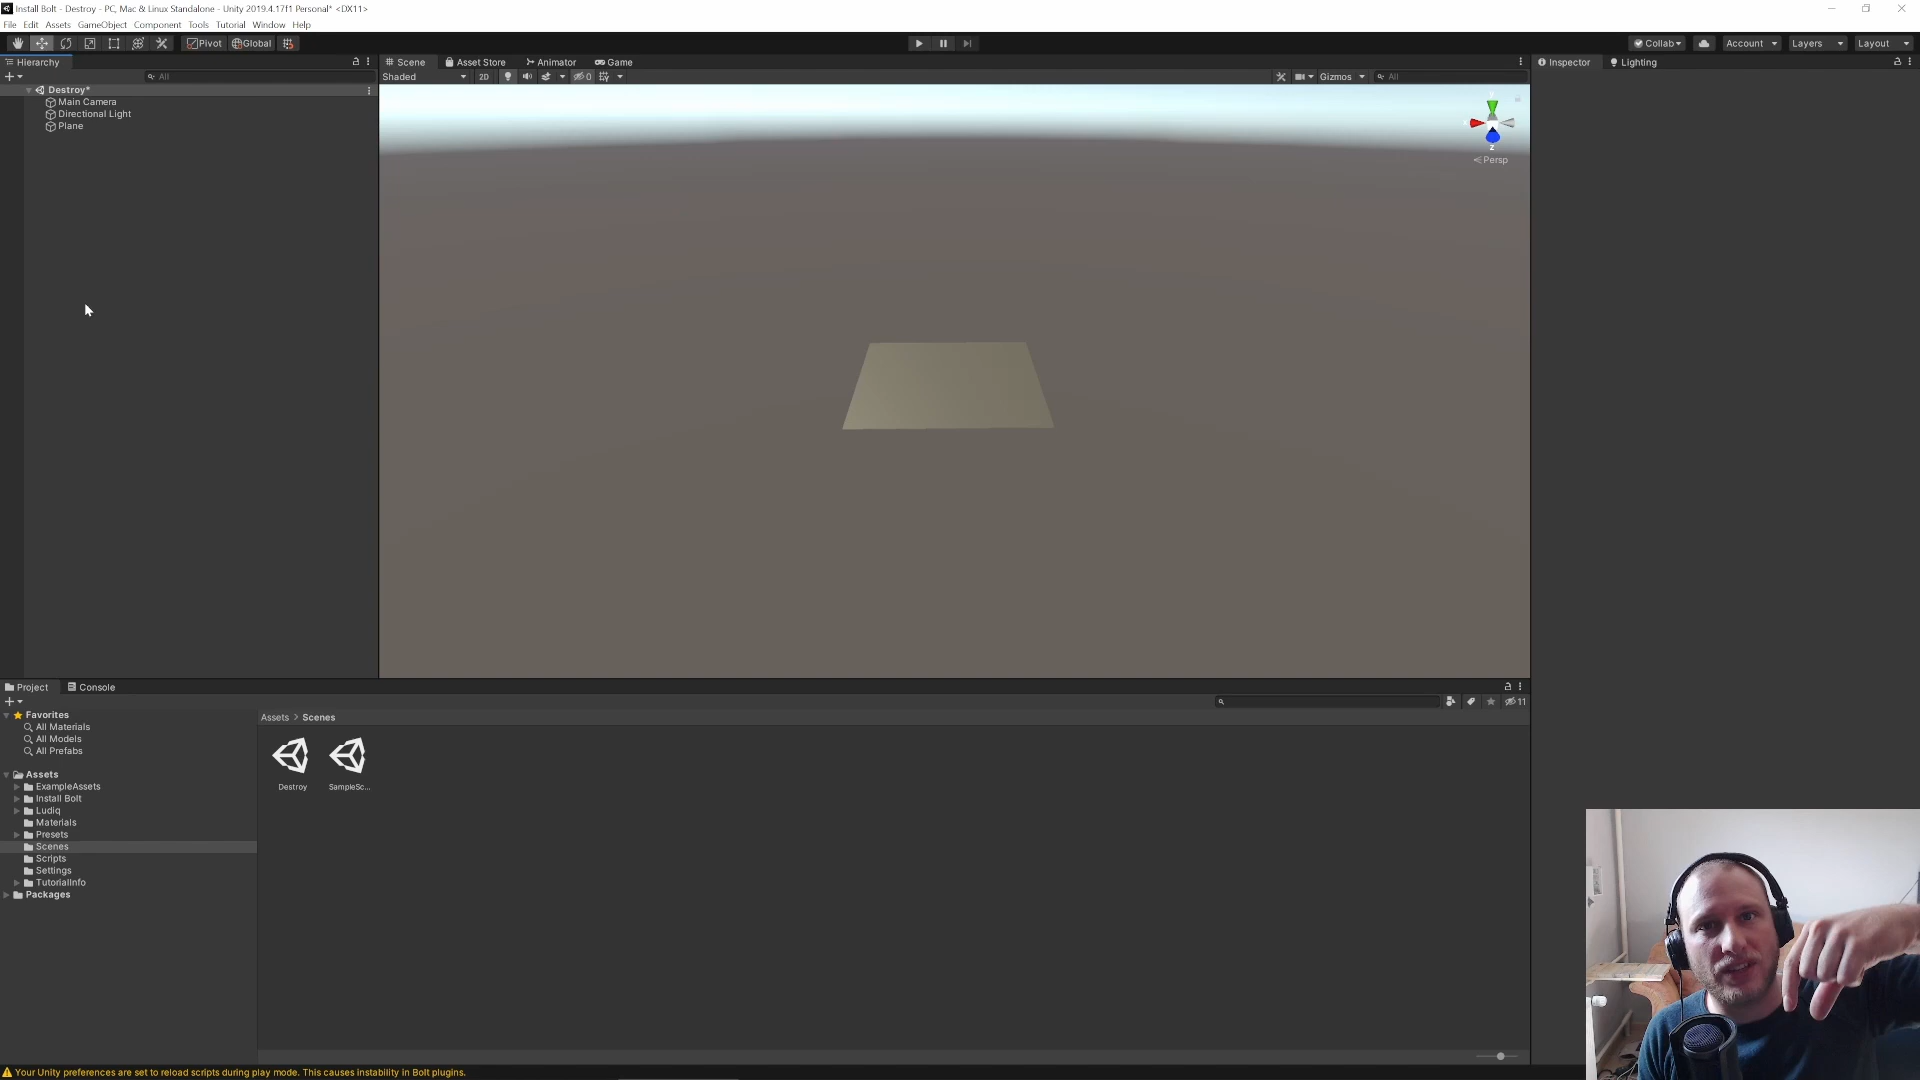 Install Bolt - Destroy - PC, Mac & Linux Standalone - Unity 2019.4.17f1 Personal* <DX11>
File Edit Assets GameObject Component Tools Tutorial Window Help
Pivot Global Collab Account Layers Layout
Hierarchy Scene Asset Store Animator Game Inspector Lighting
All Shaded 2D 0 Gizmos All
Destroy*
Main Camera
Directional Light
Plane
z
Persp
Project Console
11
Favorites
All Materials
All Models
All Prefabs
Assets > Scenes
Destroy SampleSc...
Assets
ExampleAssets
Install Bolt
Ludiq
Materials
Presets
Scenes
Scripts
Settings
TutorialInfo
Packages
Your Unity preferences are set to reload scripts during play mode. This causes instability in Bolt plugins.